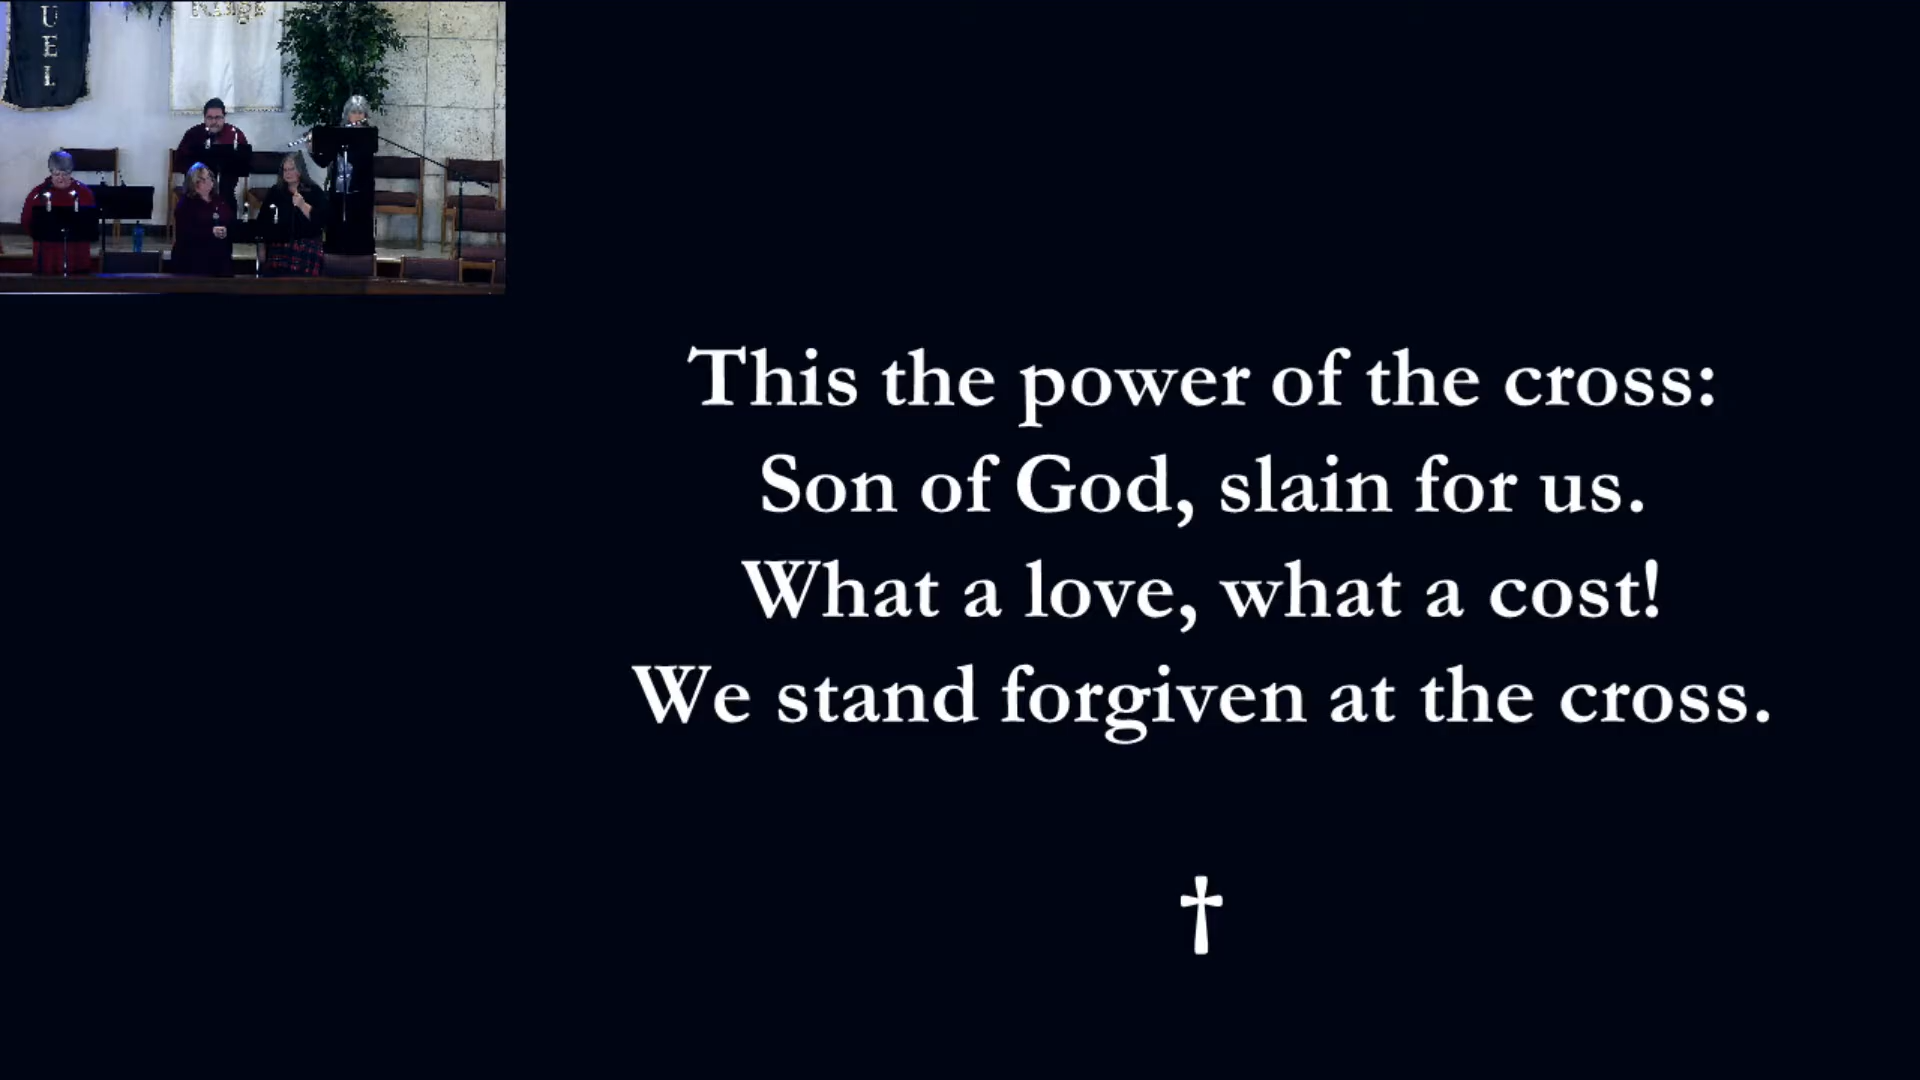 U
E
L
Kings
This the power of the cross:
Son of God, slain for us.
What a love, what a cost!
We stand forgiven at the cross.
†